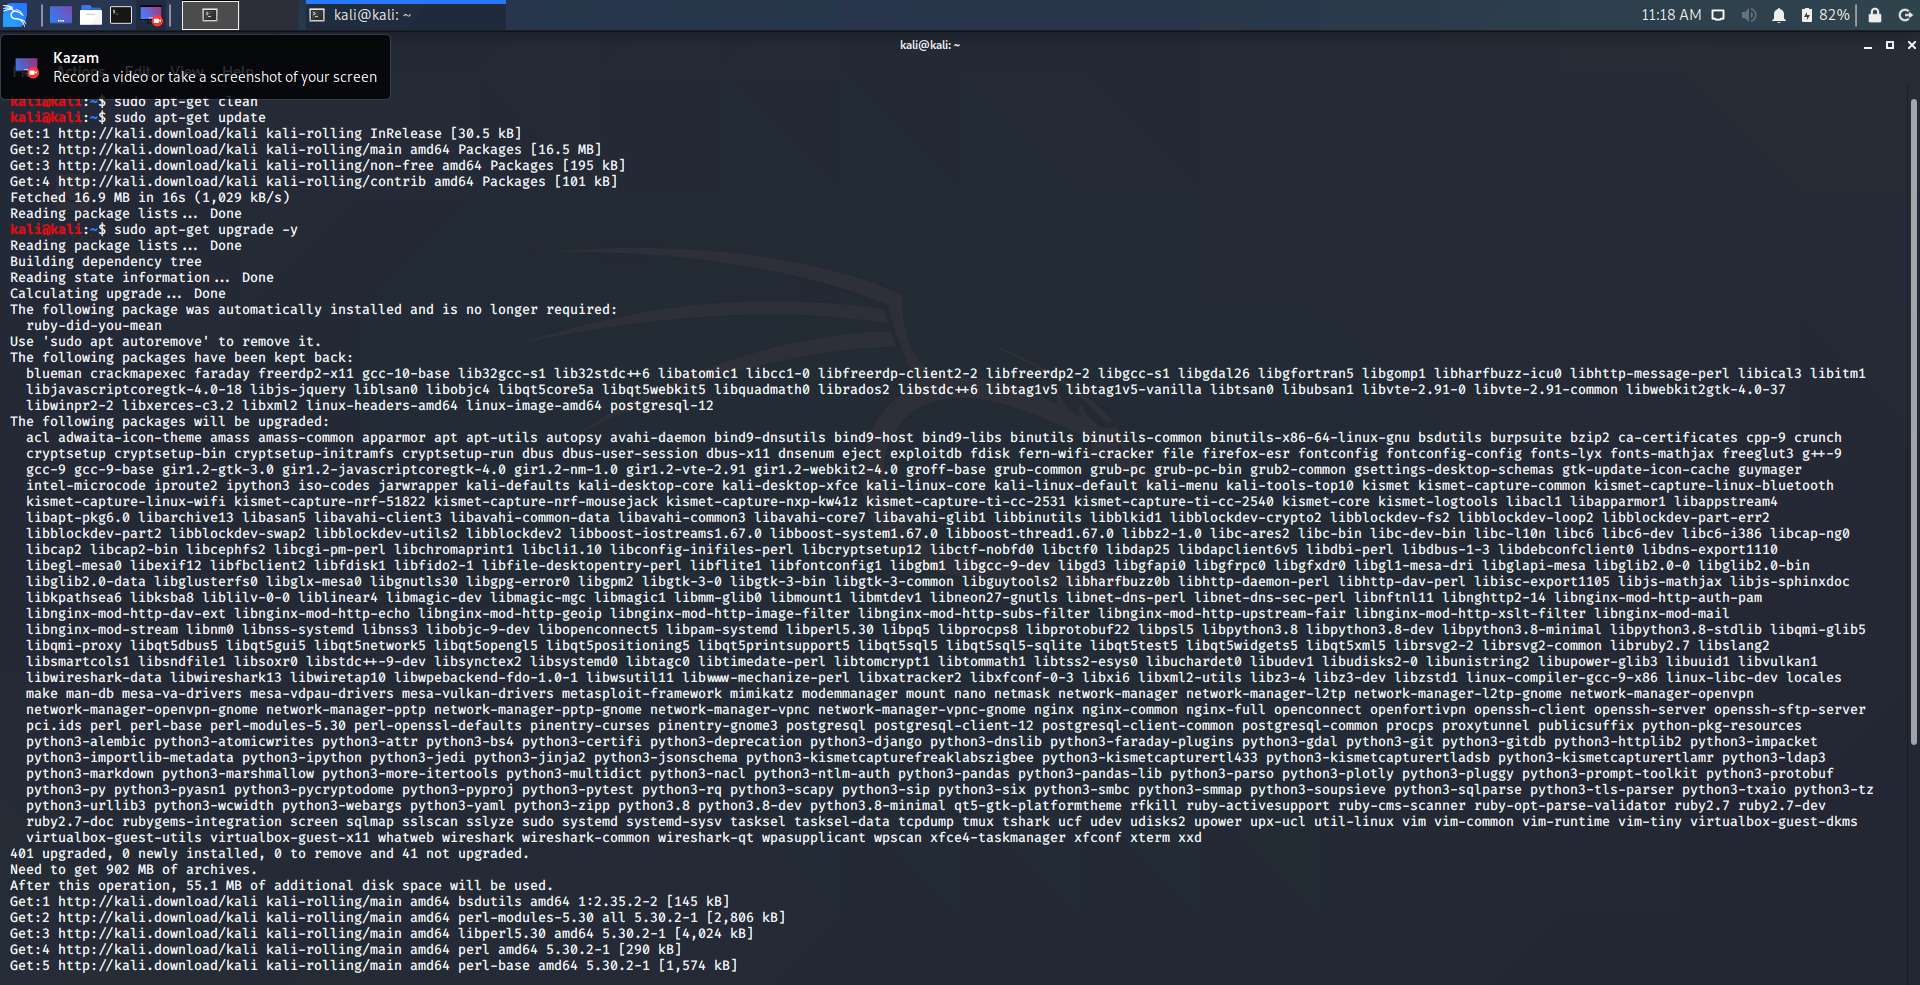 kali@kali: ~
11:18 AM
82%
kali@kali: ~
Kazam
Record a video or take a screenshot of your screen
kali@kali:~$ sudo apt-get clean
kali@kali:~$ sudo apt-get update
Get:1 http://kali.download/kali kali-rolling InRelease [30.5 kB]
Get:2 http://kali.download/kali kali-rolling/main amd64 Packages [16.5 MB]
Get:3 http://kali.download/kali kali-rolling/non-free amd64 Packages [195 kB]
Get:4 http://kali.download/kali kali-rolling/contrib amd64 Packages [101 kB]
Fetched 16.9 MB in 16s (1,029 kB/s)
Reading package lists... Done
kali@kali:~$ sudo apt-get upgrade -y
Reading package lists... Done
Building dependency tree
Reading state information... Done
Calculating upgrade... Done
The following package was automatically installed and is no longer required:
ruby-did-you-mean
Use 'sudo apt autoremove' to remove it.
The following packages have been kept back:
blueman crackmapexec faraday freerdp2-x11 gcc-10-base lib32gcc-s1 lib32stdc++6 libatomic1 libcc1-0 libfreerdp-client2-2 libfreerdp2-2 libgcc-s1 libgdal26 libgfortran5 libgomp1 libharfbuzz-icu0 libhttp-message-perl libical3 libitm1
libjavascriptcoregtk-4.0-18 libjs-jquery liblsan0 libobjc4 libqt5core5a libqt5webkit5 libquadmath0 librados2 libstdc++6 libtag1v5 libtag1v5-vanilla libtsan0 libubsan1 libvte-2.91-0 libvte-2.91-common libwebkit2gtk-4.0-37
libwinpr2-2 libxerces-c3.2 libxml2 linux-headers-amd64 linux-image-amd64 postgresql-12
The following packages will be upgraded:
acl adwaita-icon-theme amass amass-common apparmor apt apt-utils autopsy avahi-daemon bind9-dnsutils bind9-host bind9-libs binutils binutils-common binutils-x86-64-linux-gnu bsdutils burpsuite bzip2 ca-certificates cpp-9 crunch
cryptsetup cryptsetup-bin cryptsetup-initramfs cryptsetup-run dbus dbus-user-session dbus-x11 dnsenum eject exploitdb fdisk fern-wifi-cracker file firefox-esr fontconfig fontconfig-config fonts-lyx fonts-mathjax freeglut3 g++-9
gcc-9 gcc-9-base gir1.2-gtk-3.0 gir1.2-javascriptcoregtk-4.0 gir1.2-nm-1.0 gir1.2-vte-2.91 gir1.2-webkit2-4.0 groff-base grub-common grub-pc grub-pc-bin grub2-common gsettings-desktop-schemas gtk-update-icon-cache guymager
intel-microcode iproute2 ipython3 iso-codes jarwrapper kali-defaults kali-desktop-core kali-desktop-xfce kali-linux-core kali-linux-default kali-menu kali-tools-top10 kismet kismet-capture-common kismet-capture-linux-bluetooth
kismet-capture-linux-wifi kismet-capture-nrf-51822 kismet-capture-nrf-mousejack kismet-capture-nxp-kw41z kismet-capture-ti-cc-2531 kismet-capture-ti-cc-2540 kismet-core kismet-logtools libacl1 libapparmor1 libappstream4
libapt-pkg6.0 libarchive13 libasan5 libavahi-client3 libavahi-common-data libavahi-common3 libavahi-core7 libavahi-glib1 libbinutils libblkid1 libblockdev-crypto2 libblockdev-fs2 libblockdev-loop2 libblockdev-part-err2
libblockdev-part2 libblockdev-swap2 libblockdev-utils2 libblockdev2 libboost-iostreams1.67.0 libboost-system1.67.0 libboost-thread1.67.0 libbz2-1.0 libc-ares2 libc-bin libc-dev-bin libc-l10n libc6 libc6-dev libc6-i386 libcap-ng0
libcap2 libcap2-bin libcephfs2 libcgi-pm-perl libchromaprint1 libcli1.10 libconfig-inifiles-perl libcryptsetup12 libctf-nobfd0 libctf0 libdap25 libdapclient6v5 libdbi-perl libdbus-1-3 libdebconfclient0 libdns-export1110
libegl-mesa0 libexif12 libfbclient2 libfdisk1 libfido2-1 libfile-desktopentry-perl libflite1 libfontconfig1 libgbm1 libgcc-9-dev libgd3 libgfapi0 libgfrpc0 libgfxdr0 libgl1-mesa-dri libglapi-mesa libglib2.0-0 libglib2.0-bin
libglib2.0-data libglusterfs0 libglx-mesa0 libgnutls30 libgpg-error0 libgpm2 libgtk-3-0 libgtk-3-bin libgtk-3-common libguytools2 libharfbuzz0b libhttp-daemon-perl libhttp-dav-perl libisc-export1105 libjs-mathjax libjs-sphinxdoc
libkpathsea6 libksba8 liblilv-0-0 liblinear4 libmagic-dev libmagic-mgc libmagic1 libmm-glib0 libmount1 libmtdev1 libneon27-gnutls libnet-dns-perl libnet-dns-sec-perl libnftnl11 libnghttp2-14 libnginx-mod-http-auth-pam
libnginx-mod-http-dav-ext libnginx-mod-http-echo libnginx-mod-http-geoip libnginx-mod-http-image-filter libnginx-mod-http-subs-filter libnginx-mod-http-upstream-fair libnginx-mod-http-xslt-filter libnginx-mod-mail
libnginx-mod-stream libnm0 libnss-systemd libnss3 libobjc-9-dev libopenconnect5 libpam-systemd libperl5.30 libpq5 libprocps8 libprotobuf22 libpsl5 libpython3.8 libpython3.8-dev libpython3.8-minimal libpython3.8-stdlib libqmi-glib5
libqmi-proxy libqt5dbus5 libqt5gui5 libqt5network5 libqt5opengl5 libqt5positioning5 libqt5printsupport5 libqt5sql5 libqt5sql5-sqlite libqt5test5 libqt5widgets5 libqt5xml5 librsvg2-2 librsvg2-common libruby2.7 libslang2
libsmartcols1 libsndfile1 libsoxr0 libstdc++-9-dev libsynctex2 libsystemd0 libtagc0 libtimedate-perl libtomcrypt1 libtommath1 libtss2-esys0 libuchardet0 libudev1 libudisks2-0 libunistring2 libupower-glib3 libuuid1 libvulkan1
libwireshark-data libwireshark13 libwiretap10 libwpebackend-fdo-1.0-1 libwsutil11 libwww-mechanize-perl libxatracker2 libxfconf-0-3 libxi6 libxml2-utils libz3-4 libz3-dev libzstd1 linux-compiler-gcc-9-x86 linux-libc-dev locales
make man-db mesa-va-drivers mesa-vdpau-drivers mesa-vulkan-drivers metasploit-framework mimikatz modemmanager mount nano netmask network-manager network-manager-l2tp network-manager-l2tp-gnome network-manager-openvpn
network-manager-openvpn-gnome network-manager-pptp network-manager-pptp-gnome network-manager-vpnc network-manager-vpnc-gnome nginx nginx-common nginx-full openconnect openfortivpn openssh-client openssh-server openssh-sftp-server
pci.ids perl perl-base perl-modules-5.30 perl-openssl-defaults pinentry-curses pinentry-gnome3 postgresql postgresql-client-12 postgresql-client-common postgresql-common procps proxytunnel publicsuffix python-pkg-resources
python3-alembic python3-atomicwrites python3-attr python3-bs4 python3-certifi python3-deprecation python3-django python3-dnslib python3-faraday-plugins python3-gdal python3-git python3-gitdb python3-httplib2 python3-impacket
python3-importlib-metadata python3-ipython python3-jedi python3-jinja2 python3-jsonschema python3-kismetcapturefreaklabszigbee python3-kismetcapturertl433 python3-kismetcapturertladsb python3-kismetcapturertlamr python3-ldap3
python3-markdown python3-marshmallow python3-more-itertools python3-multidict python3-nacl python3-ntlm-auth python3-pandas python3-pandas-lib python3-parso python3-plotly python3-pluggy python3-prompt-toolkit python3-protobuf
python3-py python3-pyasn1 python3-pycryptodome python3-pyproj python3-pytest python3-rq python3-scapy python3-sip python3-six python3-smbc python3-smmap python3-soupsieve python3-sqlparse python3-tls-parser python3-txaio python3-tz
python3-urllib3 python3-wcwidth python3-webargs python3-yaml python3-zipp python3.8 python3.8-dev python3.8-minimal qt5-gtk-platformtheme rfkill ruby-activesupport ruby-cms-scanner ruby-opt-parse-validator ruby2.7 ruby2.7-dev
ruby2.7-doc rubygems-integration screen sqlmap sslscan sslyze sudo systemd systemd-sysv tasksel tasksel-data tcpdump tmux tshark ucf udev udisks2 upower upx-ucl util-linux vim vim-common vim-runtime vim-tiny virtualbox-guest-dkms
virtualbox-guest-utils virtualbox-guest-x11 whatweb wireshark wireshark-common wireshark-qt wpasupplicant wpscan xfce4-taskmanager xfconf xterm xxd
401 upgraded, 0 newly installed, 0 to remove and 41 not upgraded.
Need to get 902 MB of archives.
After this operation, 55.1 MB of additional disk space will be used.
Get:1 http://kali.download/kali kali-rolling/main amd64 bsdutils amd64 1:2.35.2-2 [145 kB]
Get:2 http://kali.download/kali kali-rolling/main amd64 perl-modules-5.30 all 5.30.2-1 [2,806 kB]
Get:3 http://kali.download/kali kali-rolling/main amd64 libperl5.30 amd64 5.30.2-1 [4,024 kB]
Get:4 http://kali.download/kali kali-rolling/main amd64 perl amd64 5.30.2-1 [290 kB]
Get:5 http://kali.download/kali kali-rolling/main amd64 perl-base amd64 5.30.2-1 [1,574 kB]